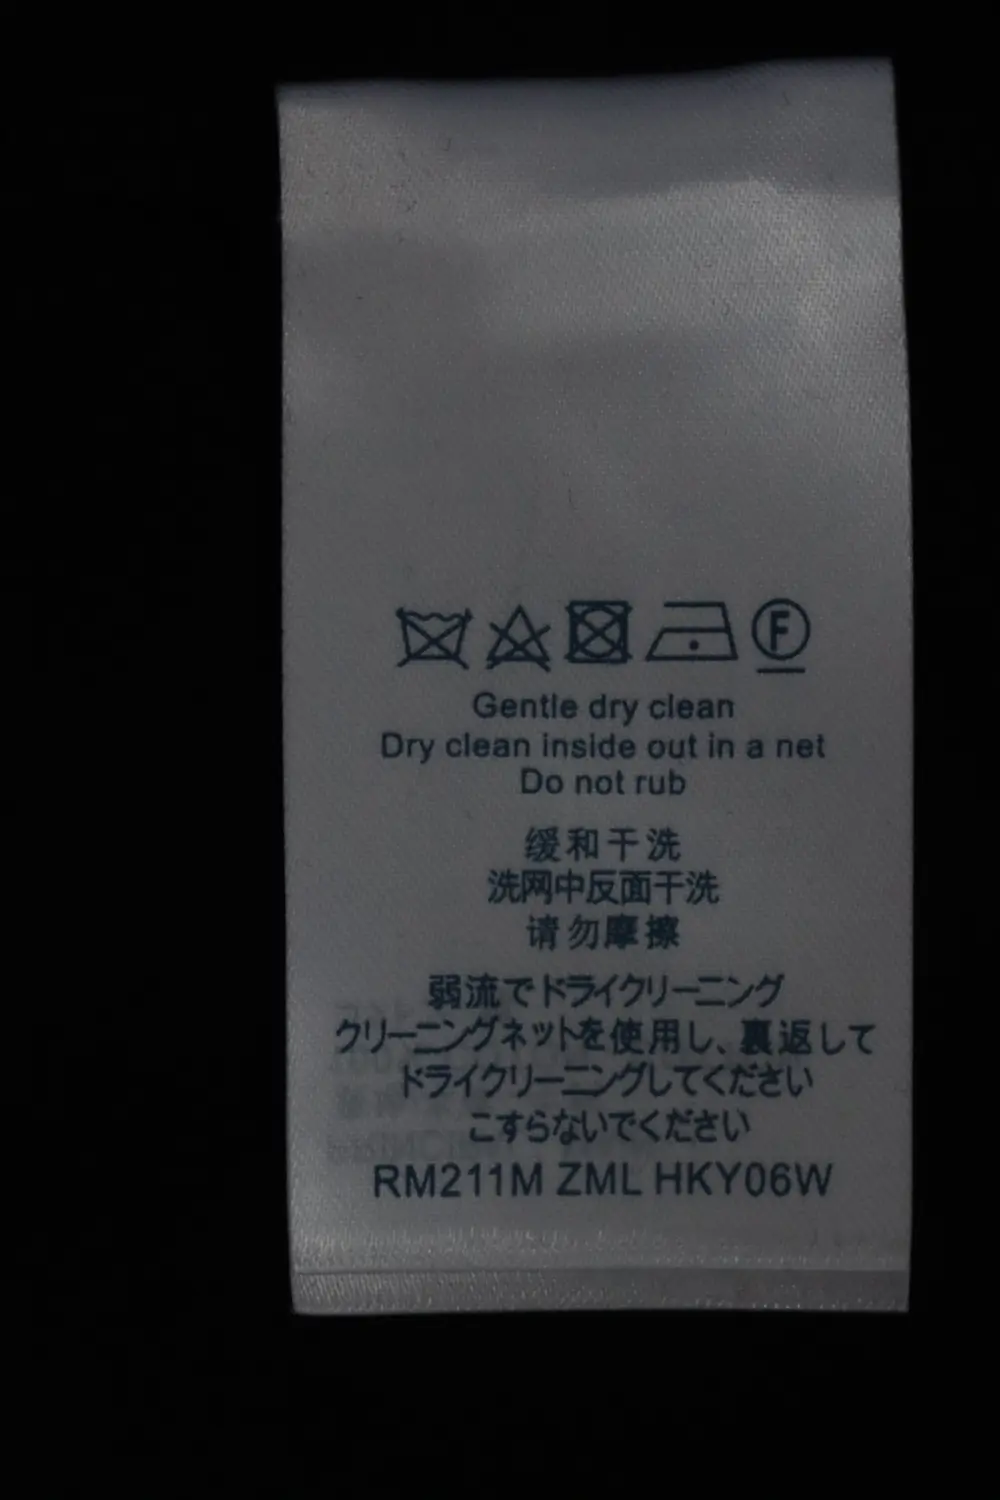 F
Gentle dry clean
Dry clean inside out in a net
Do not rub
缓和干洗
洗网中反面干洗
请勿摩擦
弱流でドライクリーニング
クリーニングネットを使用し、裏返して
ドライクリーニングしてください
こすらないでください
RM211M ZML HKY06W